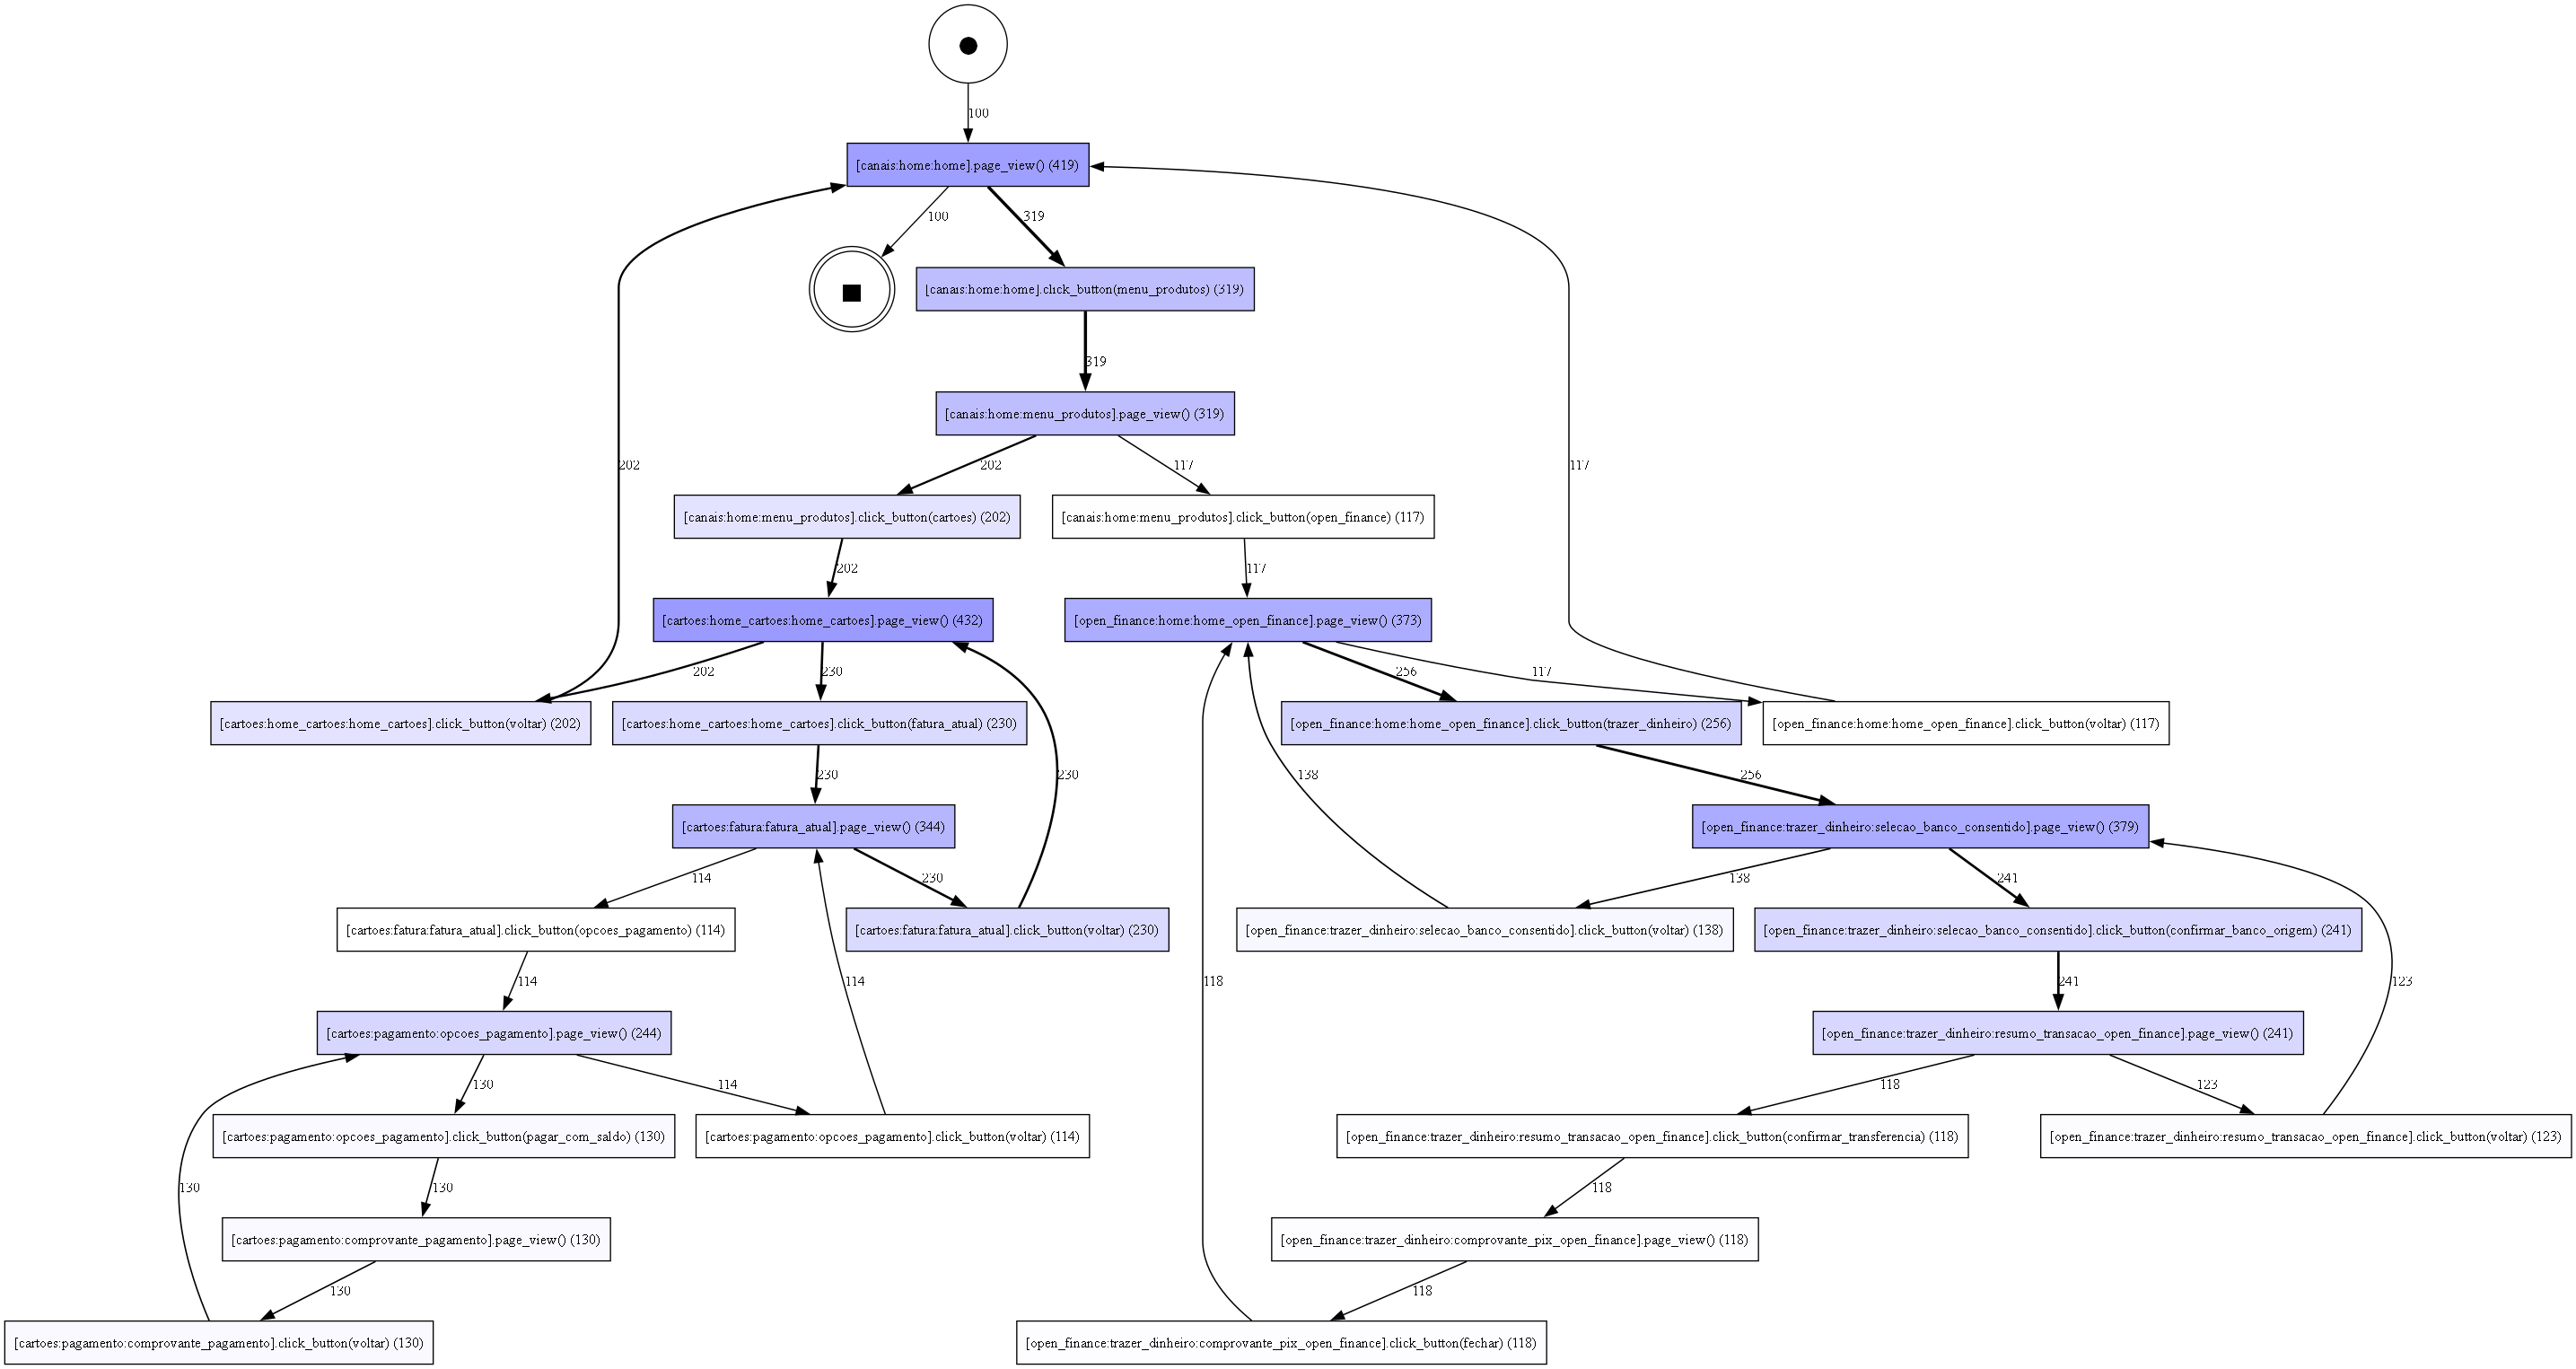 100
[canais:home:home].page_view() (419)
100
319
[canais:home:home].click_button(menu_produtos) (319)
319
[canais:home:menu_produtos].page_view() (319)
202
117
202
117
[canais:home:menu_produtos].click_button(cartoes) (202)
[canais:home:menu_produtos].click_button(open_finance) (117)
202
117
[cartoes:home_cartoes:home_cartoes].page_view() (432)
[open_finance:home:home_open_finance].page_view() (373)
202
230
256
117
[cartoes:home_cartoes:home_cartoes].click_button(voltar) (202)
[cartoes:home_cartoes:home_cartoes].click_button(fatura_atual) (230)
[open_finance:home:home_open_finance].click_button(trazer_dinheiro) (256)
[open_finance:home:home_open_finance].click_button(voltar) (117)
230
230
138
256
[cartoes:fatura:fatura_atual].page_view() (344)
[open_finance:trazer_dinheiro:selecao_banco_consentido].page_view() (379)
114
230
138
241
[cartoes:fatura:fatura_atual].click_button(opcoes_pagamento) (114)
[cartoes:fatura:fatura_atual].click_button(voltar) (230)
[open_finance:trazer_dinheiro:selecao_banco_consentido].click_button(voltar) (138)
[open_finance:trazer_dinheiro:selecao_banco_consentido].click_button(confirmar_banco_origem) (241)
114
114
118
241
123
[cartoes:pagamento:opcoes_pagamento].page_view() (244)
[open_finance:trazer_dinheiro:resumo_transacao_open_finance].page_view() (241)
130
114
118
123
[cartoes:pagamento:opcoes_pagamento].click_button(pagar_com_saldo) (130)
[cartoes:pagamento:opcoes_pagamento].click_button(voltar) (114)
[open_finance:trazer_dinheiro:resumo_transacao_open_finance].click_button(confirmar_transferencia) (118)
[open_finance:trazer_dinheiro:resumo_transacao_open_finance].click_button(voltar) (123)
130
130
118
[cartoes:pagamento:comprovante_pagamento].page_view() (130)
[open_finance:trazer_dinheiro:comprovante_pix_open_finance].page_view() (118)
130
118
[cartoes:pagamento:comprovante_pagamento].click_button(voltar) (130)
[open_finance:trazer_dinheiro:comprovante_pix_open_finance].click_button(fechar) (118)